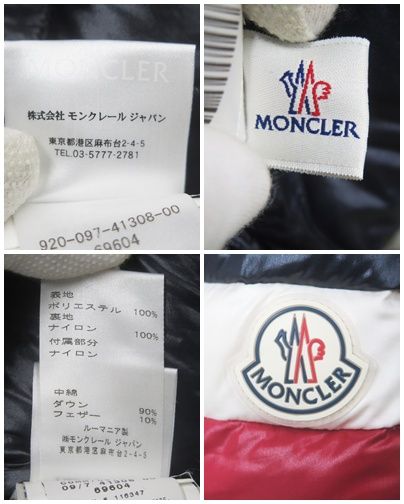 MONCLER
株式会社 モンクレール ジャパン
東京都港区麻布台2-4-5
TEL.03-5777-2781
920-097-41308-00
69604
MONCLER
表地
ポリエステル 100%
裏地
ナイロン 100%
付属部分
ナイロン
中綿
ダウン 90%
フェザー 10%
ルーマニア製
㈱モンクレール ジャパン
東京都港区麻布台2-4-5
TEL.03-5777-2781
69604
116347
MONCLER